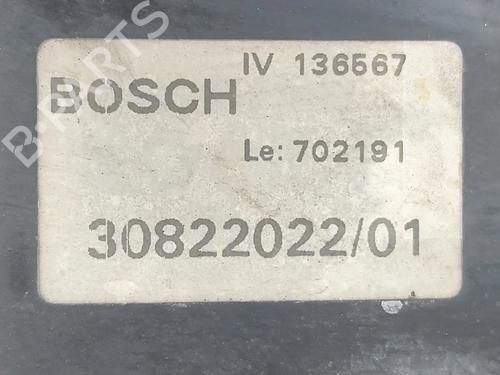 IV 136567
BOSCH
Le: 702191
30822022/01
B-PARTS